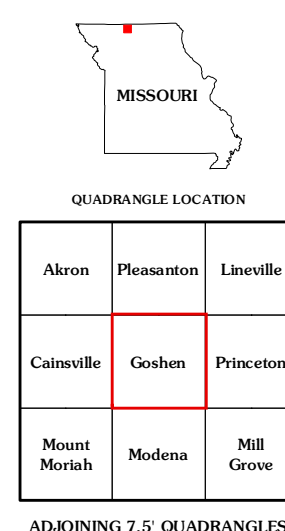 MISSOURI
QUADRANGLE LOCATION
Akron Pleasanton Lineville
Cainsville Goshen Princeton
Mount Moriah Modena Mill Grove
ADJOINING 7.5' QUADRANGLES